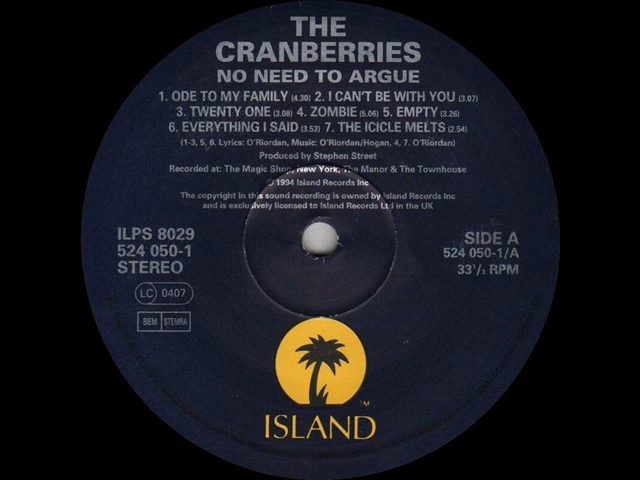 THE
CRANBERRIES
NO NEED TO ARGUE
1. ODE TO MY FAMILY (4.30) 2. I CAN'T BE WITH YOU (3.07)
3. TWENTY ONE (3.08) 4. ZOMBIE (5.06) 5. EMPTY (3.26)
6. EVERYTHING I SAID (3.53) 7. THE ICICLE MELTS (2.54)
(1-3, 5, 6. Lyrics: O'Riordan, Music: O'Riordan/Hogan, 4, 7. O'Riordan)
Produced by Stephen Street
Recorded at: The Magic Shop, New York, The Manor & The Townhouse
℗ 1994 Island Records Inc
The copyright in this sound recording is owned by Island Records Inc
and is exclusively licensed to Island Records Ltd in the UK
ILPS 8029
524 050-1
STEREO
LC 0407
BIEM STEMRA
SIDE A
524 050-1/A
33⅓ RPM
TM
ISLAND